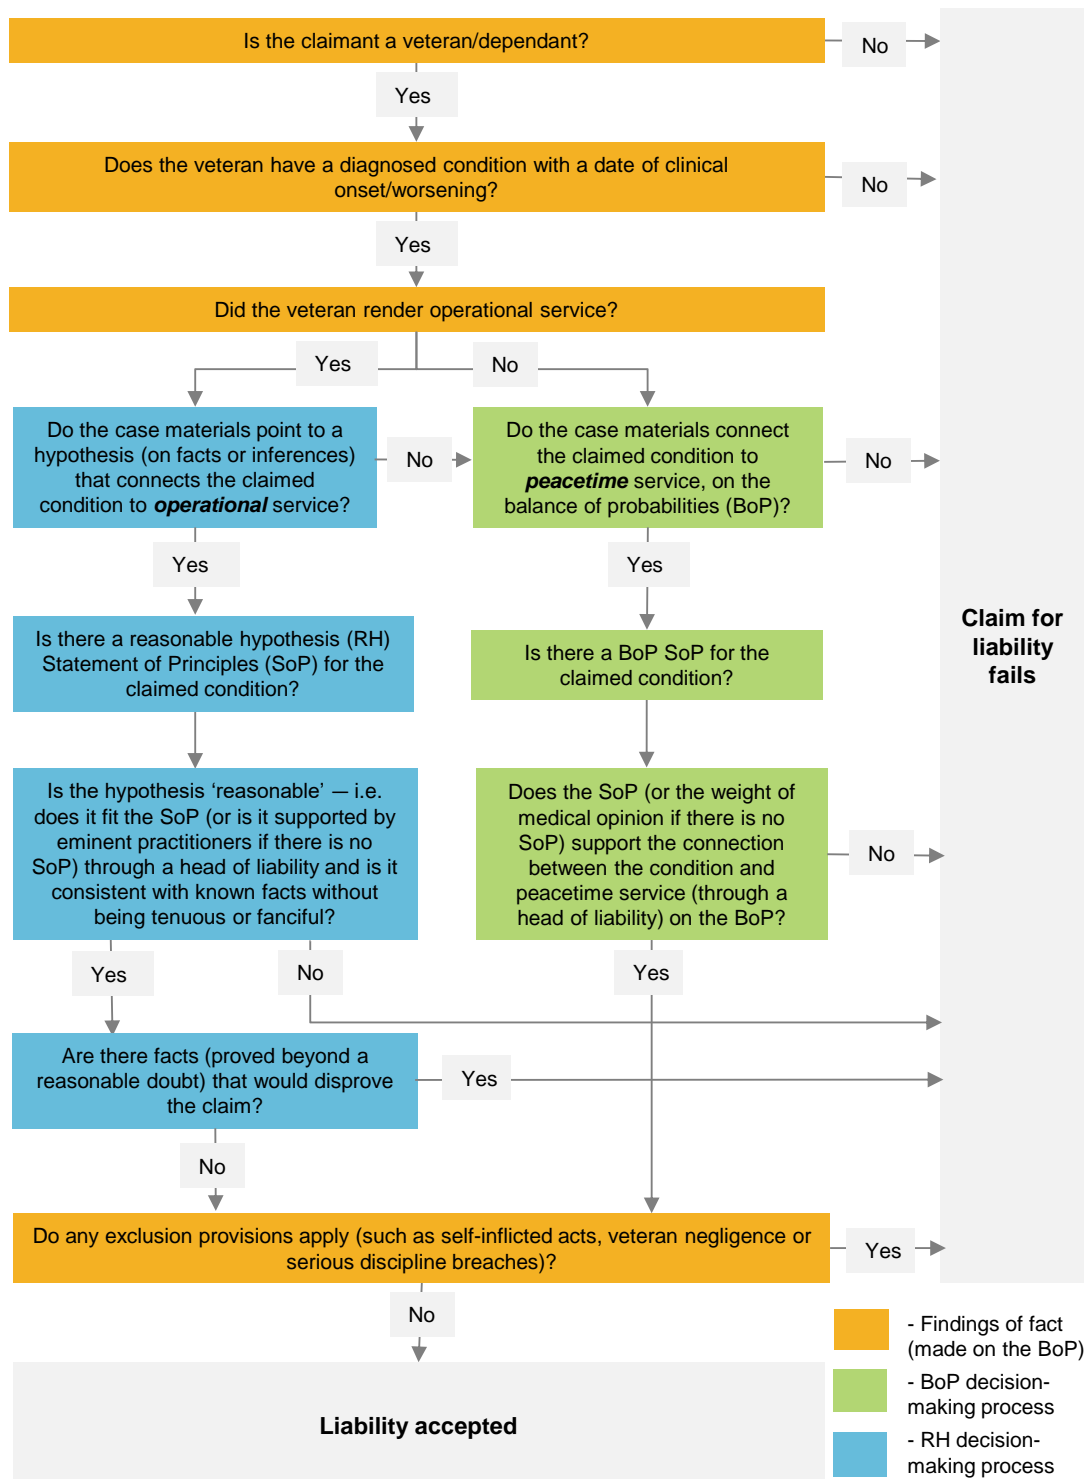 Is the claimant a veteran/dependant?
No
Yes
Does the veteran have a diagnosed condition with a date of clinical
onset/worsening?
No
Yes
Did the veteran render operational service?
Yes
No
Do the case materials point to a
hypothesis (on facts or inferences)
that connects the claimed
condition to operational service?
No
Do the case materials connect
the claimed condition to
peacetime service, on the
balance of probabilities (BoP)?
No
Yes
Yes
Is there a reasonable hypothesis (RH)
Statement of Principles (SoP) for the
claimed condition?
Is there a BoP SoP for the
claimed condition?
Claim for
liability
fails
Is the hypothesis ‘reasonable’ — i.e.
does it fit the SoP (or is it supported by
eminent practitioners if there is no
SoP) through a head of liability and is it
consistent with known facts without
being tenuous or fanciful?
Does the SoP (or the weight of
medical opinion if there is no
SoP) support the connection
between the condition and
peacetime service (through a
head of liability) on the BoP?
No
Yes
No
Yes
Are there facts (proved beyond a
reasonable doubt) that would disprove
the claim?
Yes
No
Do any exclusion provisions apply (such as self-inflicted acts, veteran negligence or
serious discipline breaches)?
Yes
No
Liability accepted
- Findings of fact
(made on the BoP)
- BoP decision-
making process
- RH decision-
making process